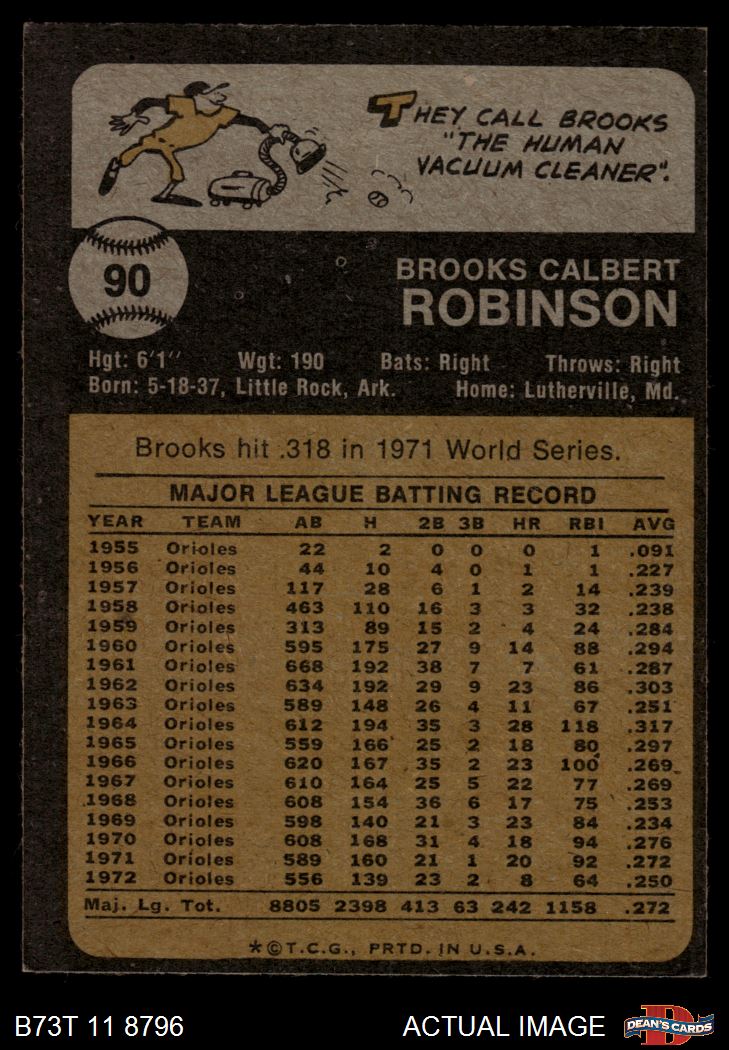 THEY CALL BROOKS
"THE HUMAN
VACUUM CLEANER".
90
BROOKS CALBERT
ROBINSON
Hgt: 6'1" Wgt: 190 Bats: Right Throws: Right
Born: 5-18-37, Little Rock, Ark. Home: Lutherville, Md.
Brooks hit .318 in 1971 World Series.
MAJOR LEAGUE BATTING RECORD
YEAR TEAM AB H 2B 3B HR RBI AVG
1955 Orioles 22 2 0 0 0 1 .091
1956 Orioles 44 10 4 0 1 1 .227
1957 Orioles 117 28 6 1 2 14 .239
1958 Orioles 463 110 16 3 3 32 .238
1959 Orioles 313 89 15 2 4 24 .284
1960 Orioles 595 175 27 9 14 88 .294
1961 Orioles 668 192 38 7 7 61 .287
1962 Orioles 634 192 29 9 23 86 .303
1963 Orioles 589 148 26 4 11 67 .251
1964 Orioles 612 194 35 3 28 118 .317
1965 Orioles 559 166 25 2 18 80 .297
1966 Orioles 620 167 35 2 23 100 .269
1967 Orioles 610 164 25 5 22 77 .269
1968 Orioles 608 154 36 6 17 75 .253
1969 Orioles 598 140 21 3 23 84 .234
1970 Orioles 608 168 31 4 18 94 .276
1971 Orioles 589 160 21 1 20 92 .272
1972 Orioles 556 139 23 2 8 64 .250
Maj. Lg. Tot. 8805 2398 413 63 242 1158 .272
*©T.C.G., PRTD. IN U.S.A.
B73T 11 8796 ACTUAL IMAGE
DEAN'S CARDS